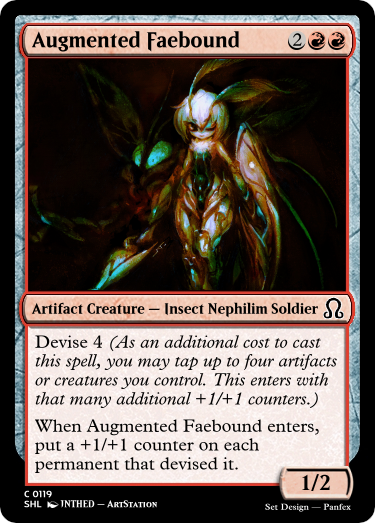 Augmented Faebound 2
Artifact Creature — Insect Nephilim Soldier
Devise 4 (As an additional cost to cast
this spell, you may tap up to four artifacts
or creatures you control. This enters with
that many additional +1/+1 counters.)
When Augmented Faebound enters,
put a +1/+1 counter on each
permanent that devised it.
1/2
C 0119
SHL INTHED — ArtStation
Set Design — Panfex